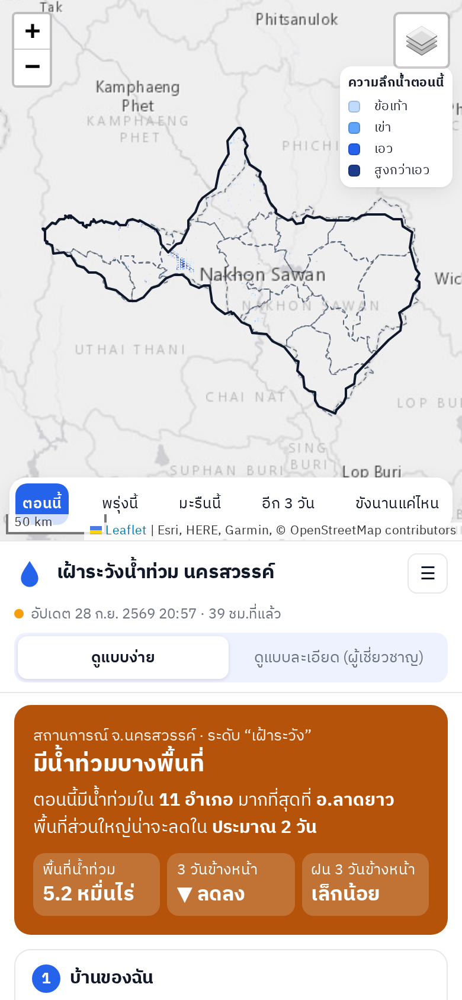 Tak
Phitsanulok
+
−
ความลึกน้ำตอนนี้
ข้อเท้า
เข่า
เอว
สูงกว่าเอว
Kamphaeng
Phet
KAMPHAENG
PHET
PHICHI
Nakhon Sawan
NAKHON SAWAN
Wic
UTHAI THANI
CHAI NAT
LOP BU
SING
BURI
SUPHAN BURI
Lop Buri
ตอนนี้ พรุ่งนี้ มะรืนนี้ อีก 3 วัน ขังนานแค่ไหน
50 km
Leaflet | Esri, HERE, Garmin, © OpenStreetMap contributors
เฝ้าระวังน้ำท่วม นครสวรรค์
☰
อัปเดต 28 ก.ย. 2569 20:57 · 39 ชม.ที่แล้ว
ดูแบบง่าย ดูแบบละเอียด (ผู้เชี่ยวชาญ)
สถานการณ์ จ.นครสวรรค์ · ระดับ “เฝ้าระวัง”
มีน้ำท่วมบางพื้นที่
ตอนนี้มีน้ำท่วมใน 11 อำเภอ มากที่สุดที่ อ.ลาดยาว
พื้นที่ส่วนใหญ่น่าจะลดใน ประมาณ 2 วัน
พื้นที่น้ำท่วม
5.2 หมื่นไร่
3 วันข้างหน้า
▼ ลดลง
ฝน 3 วันข้างหน้า
เล็กน้อย
1 บ้านของฉัน